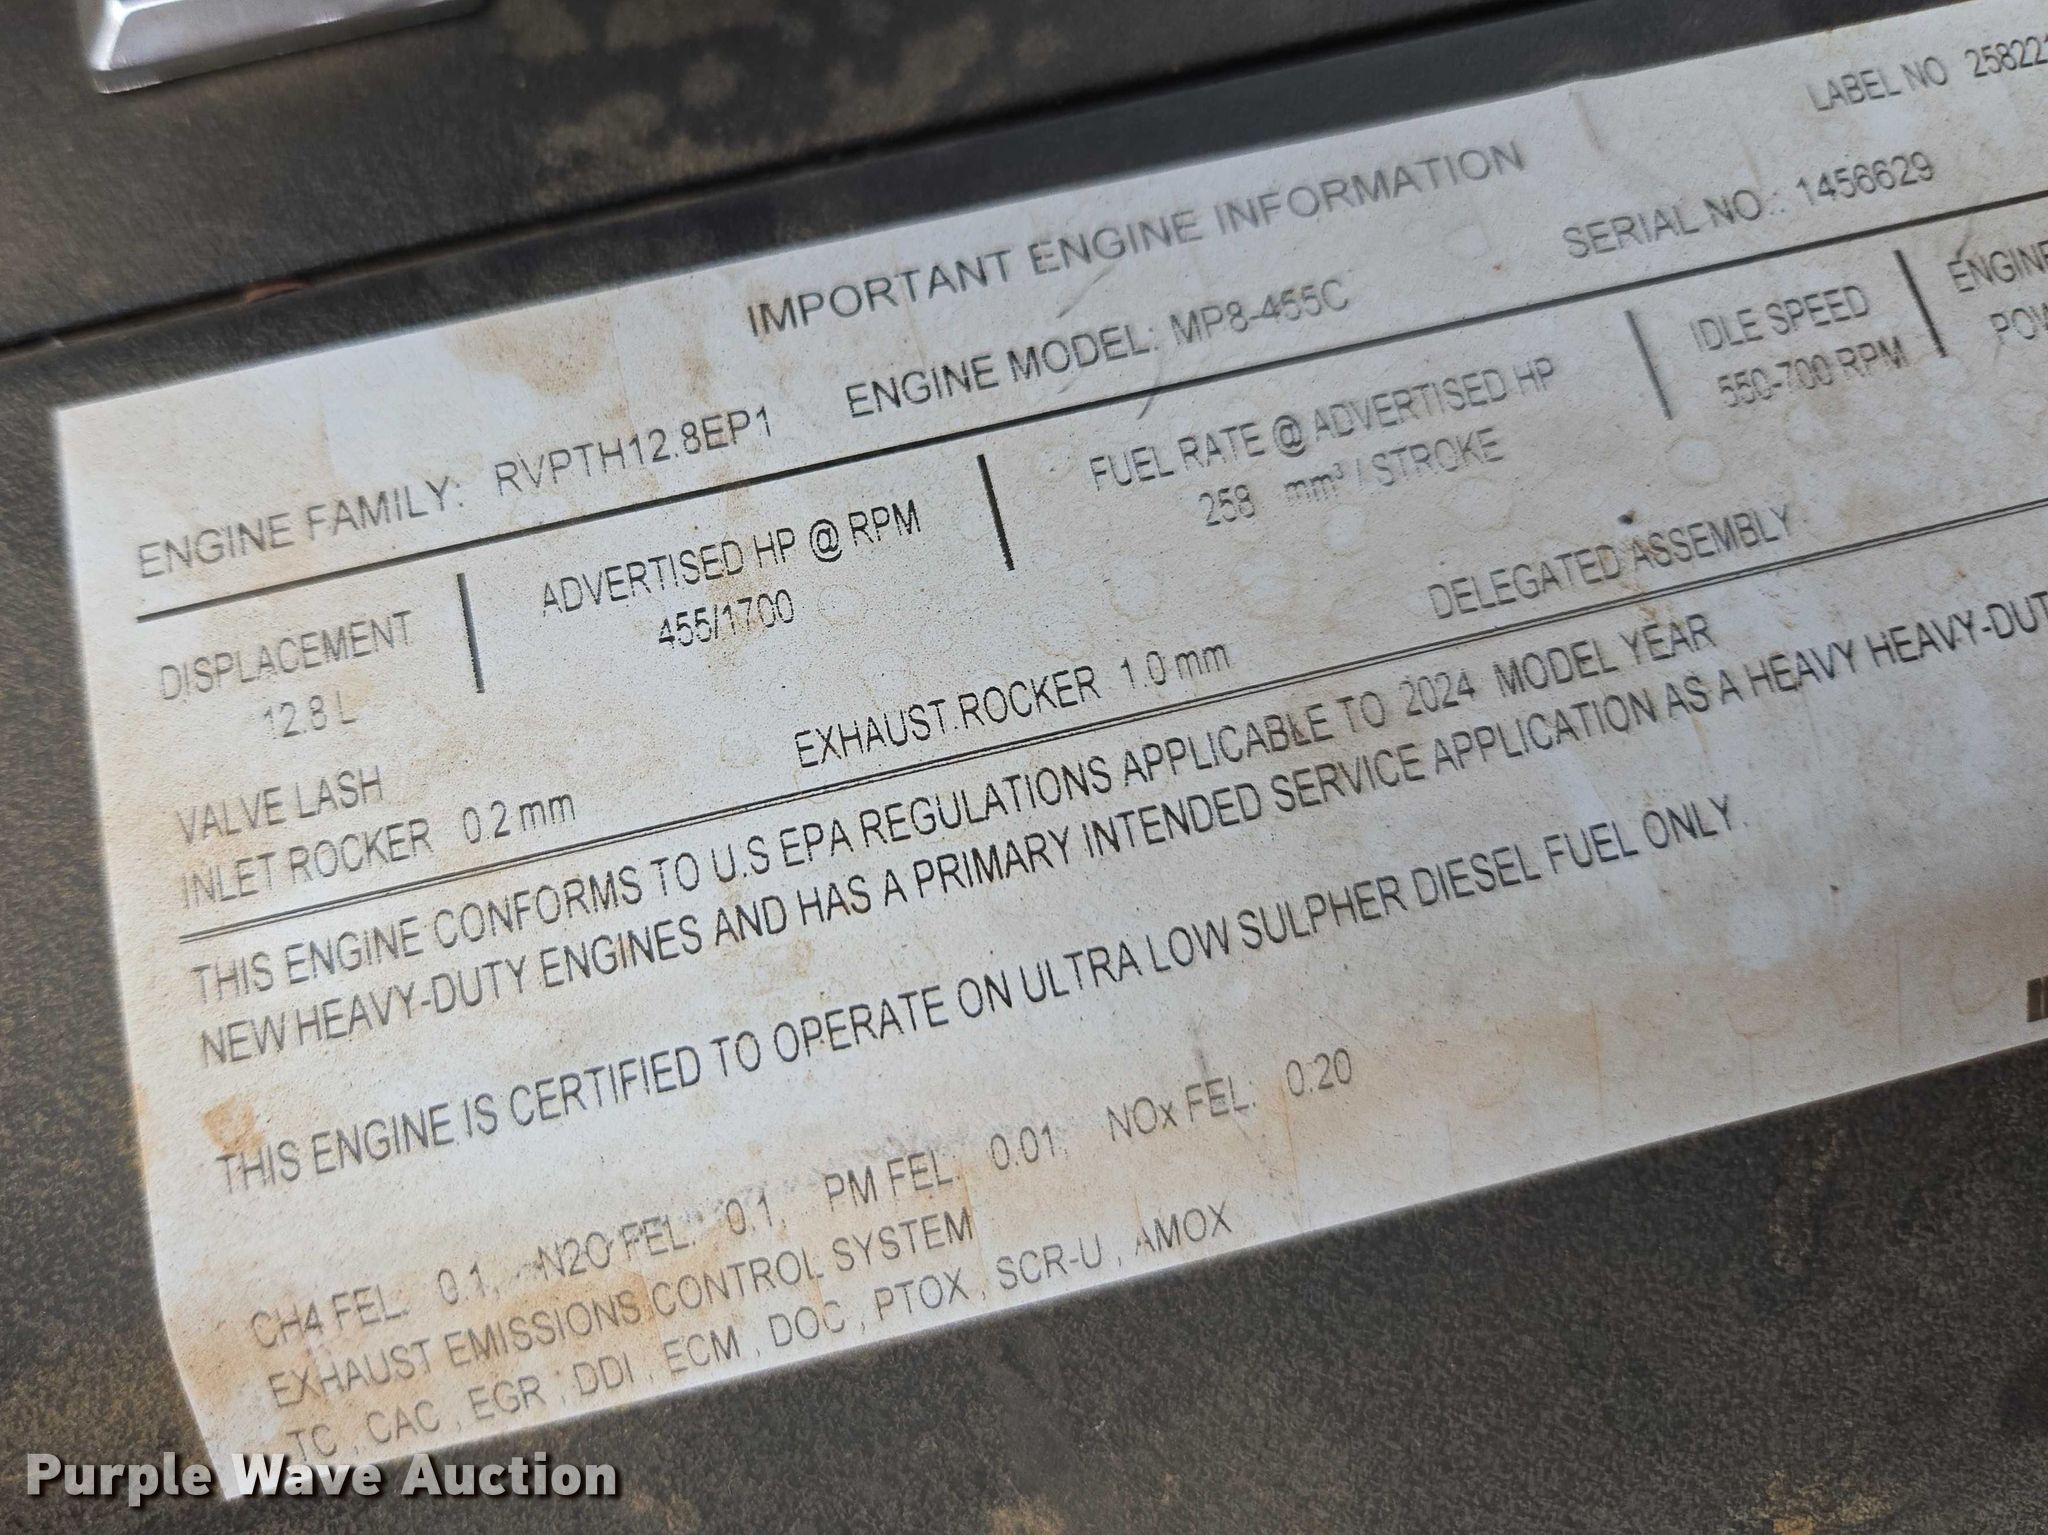 LABEL NO 25822
IMPORTANT ENGINE INFORMATION
ENGINE FAMILY: RVPTH12.8EP1 ENGINE MODEL: MP8-455C SERIAL NO.: 1456629
DISPLACEMENT ADVERTISED HP @ RPM FUEL RATE @ ADVERTISED HP IDLE SPEED ENGINE
12.8 L 455/1700 258 mm³ / STROKE 550-700 RPM POW
VALVE LASH
INLET ROCKER 0.2 mm EXHAUST ROCKER 1.0 mm DELEGATED ASSEMBLY
THIS ENGINE CONFORMS TO U.S EPA REGULATIONS APPLICABLE TO 2024 MODEL YEAR
NEW HEAVY-DUTY ENGINES AND HAS A PRIMARY INTENDED SERVICE APPLICATION AS A HEAVY HEAVY-DUT
THIS ENGINE IS CERTIFIED TO OPERATE ON ULTRA LOW SULPHER DIESEL FUEL ONLY.
CH4 FEL: 0.1, N2O FEL: 0.1, PM FEL: 0.01, NOx FEL: 0.20
EXHAUST EMISSIONS CONTROL SYSTEM
TC , CAC , EGR , DDI , ECM , DOC , PTOX , SCR-U , AMOX
Purple Wave Auction